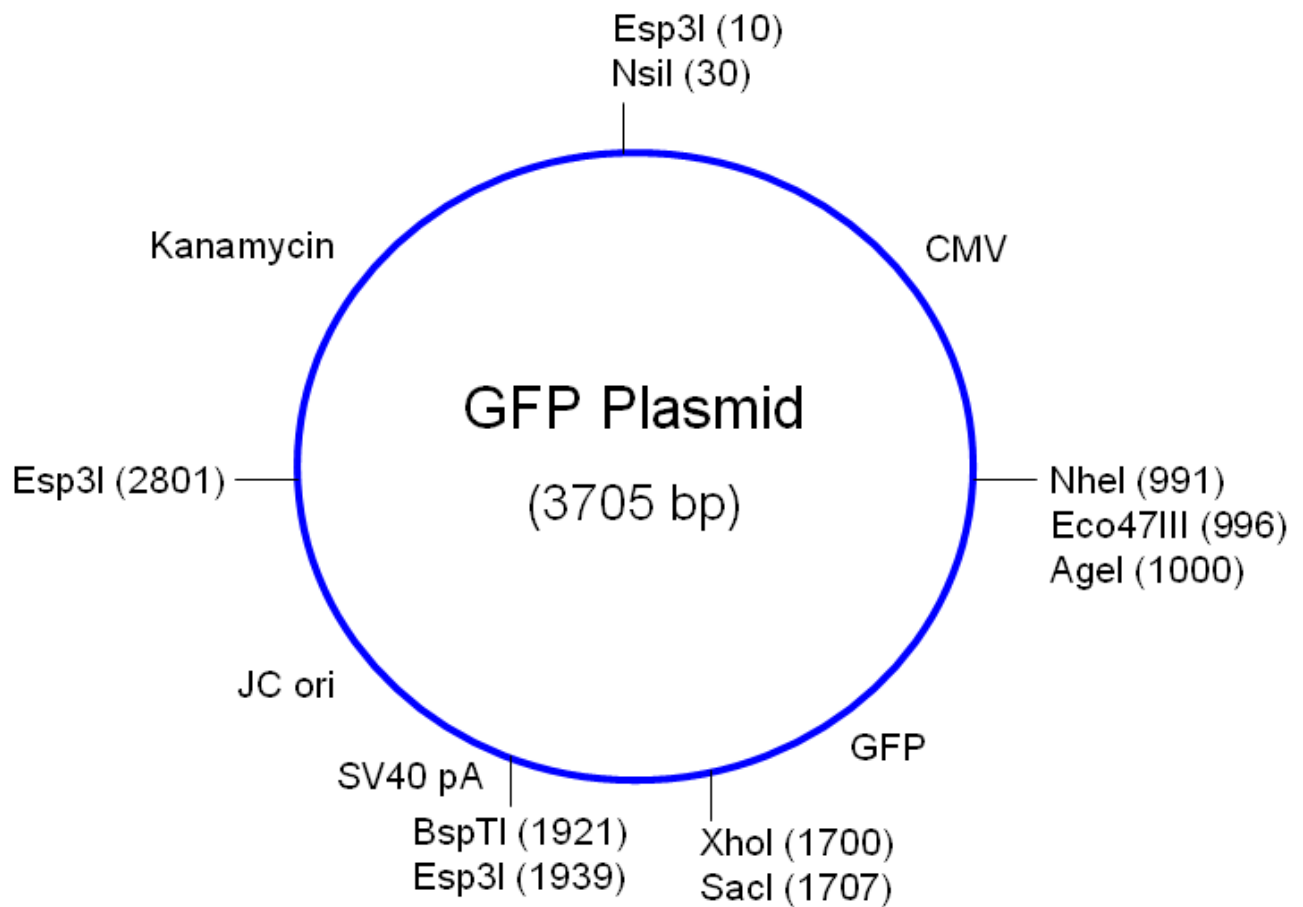 Esp3I (10)
NsiI (30)
Kanamycin
CMV
GFP Plasmid
(3705 bp)
Esp3I (2801)
NheI (991)
Eco47III (996)
AgeI (1000)
JC ori
GFP
SV40 pA
BspTI (1921)
Esp3I (1939)
XhoI (1700)
SacI (1707)